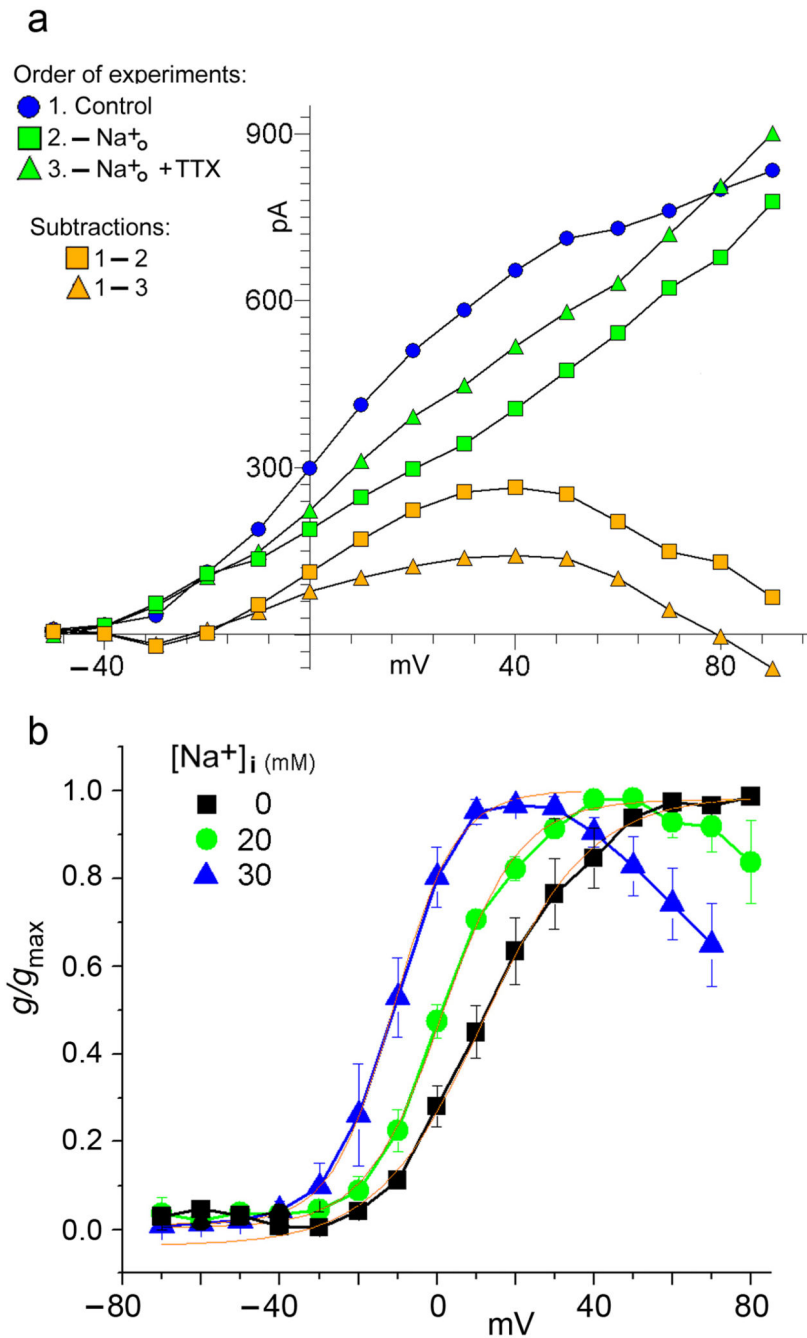 a
Order of experiments:
1. Control
2. – Na⁺ₒ
3. – Na⁺ₒ + TTX
Subtractions:
1 – 2
1 – 3
900
pA
600
300
−40
mV
40
80
b
[Na⁺]i (mM)
0
20
30
1.0
0.8
0.6
0.4
0.2
0.0
g/gmax
−80
−40
0
40
80
mV